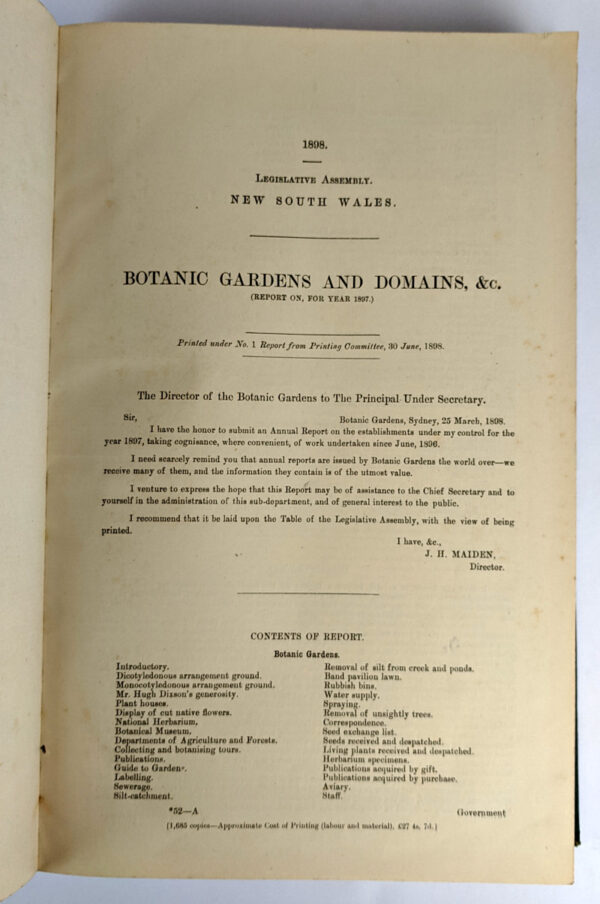 1898.
LEGISLATIVE ASSEMBLY.
NEW SOUTH WALES.
BOTANIC GARDENS AND DOMAINS, &c.
(REPORT ON, FOR YEAR 1897.)
Printed under No. 1 Report from Printing Committee, 30 June, 1898.
The Director of the Botanic Gardens to The Principal Under Secretary.
Sir, Botanic Gardens, Sydney, 25 March, 1898.
I have the honor to submit an Annual Report on the establishments under my control for the
year 1897, taking cognisance, where convenient, of work undertaken since June, 1896.
I need scarcely remind you that annual reports are issued by Botanic Gardens the world over—we
receive many of them, and the information they contain is of the utmost value.
I venture to express the hope that this Report may be of assistance to the Chief Secretary and to
yourself in the administration of this sub-department, and of general interest to the public.
I recommend that it be laid upon the Table of the Legislative Assembly, with the view of being
printed.
I have, &c.,
J. H. MAIDEN,
Director.
CONTENTS OF REPORT.
Botanic Gardens.
Introductory.
Dicotyledonous arrangement ground.
Monocotyledonous arrangement ground.
Mr. Hugh Dixson's generosity.
Plant houses.
Display of cut native flowers.
National Herbarium.
Botanical Museum.
Departments of Agriculture and Forests.
Collecting and botanising tours.
Publications.
Guide to Gardens.
Labelling.
Sewerage.
Silt-catchment.
Removal of silt from creek and ponds.
Band pavilion lawn.
Rubbish bins.
Water supply.
Spraying.
Removal of unsightly trees.
Correspondence.
Seed exchange list.
Seeds received and despatched.
Living plants received and despatched.
Herbarium specimens.
Publications acquired by gift.
Publications acquired by purchase.
Aviary.
Staff.
*52—A Government
[1,685 copies—Approximate Cost of Printing (labour and material), £27 4s. 7d.]